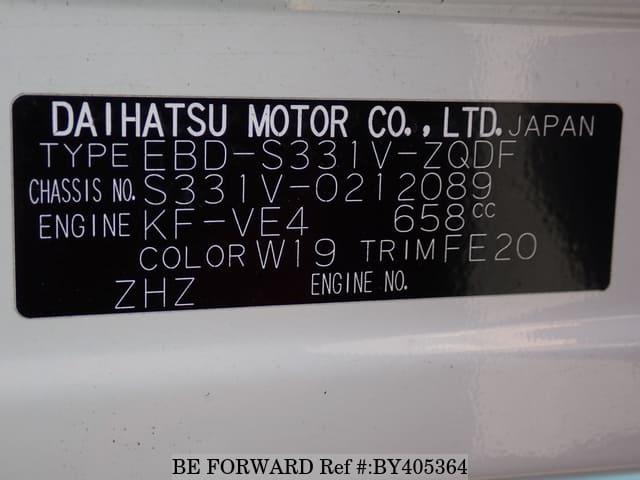 DAIHATSU MOTOR CO., LTD. JAPAN
TYPE EBD-S331V-ZQDF
CHASSIS NO. S331V-0212089
ENGINE KF-VE4 658cc
COLOR W19 TRIM FE20
ZHZ ENGINE NO.
BE FORWARD Ref #:BY405364